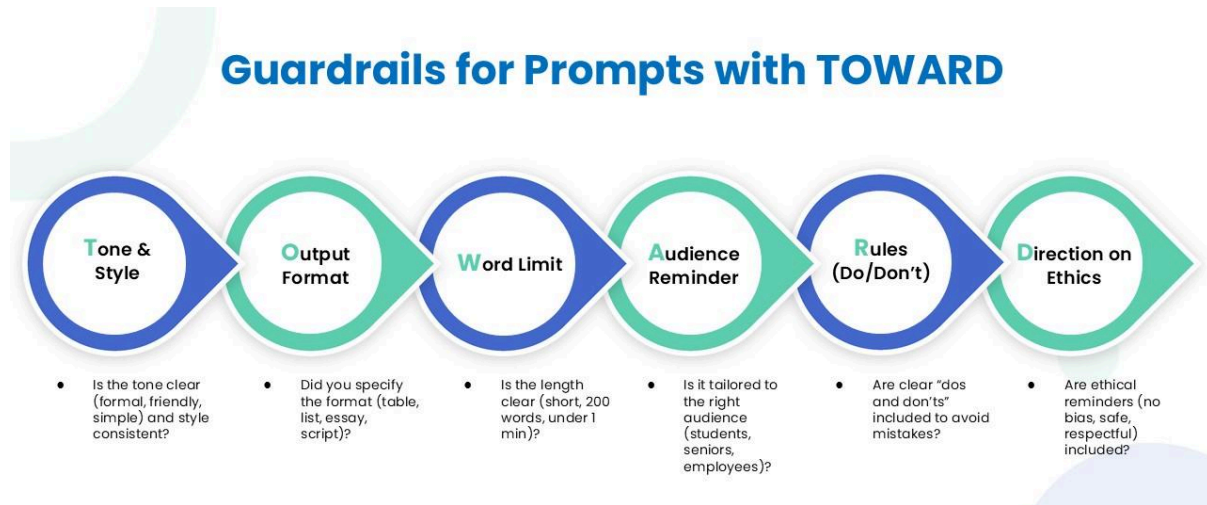 Guardrails for Prompts with TOWARD
Tone &
Style
Output
Format
Word Limit
Audience
Reminder
Rules
(Do/Don't)
Direction on
Ethics
● Is the tone clear
(formal, friendly,
simple) and style
consistent?
● Did you specify
the format (table,
list, essay,
script)?
● Is the length
clear (short, 200
words, under 1
min)?
● Is it tailored to
the right
audience
(students,
seniors,
employees)?
● Are clear “dos
and don'ts”
included to avoid
mistakes?
● Are ethical
reminders (no
bias, safe,
respectful)
included?